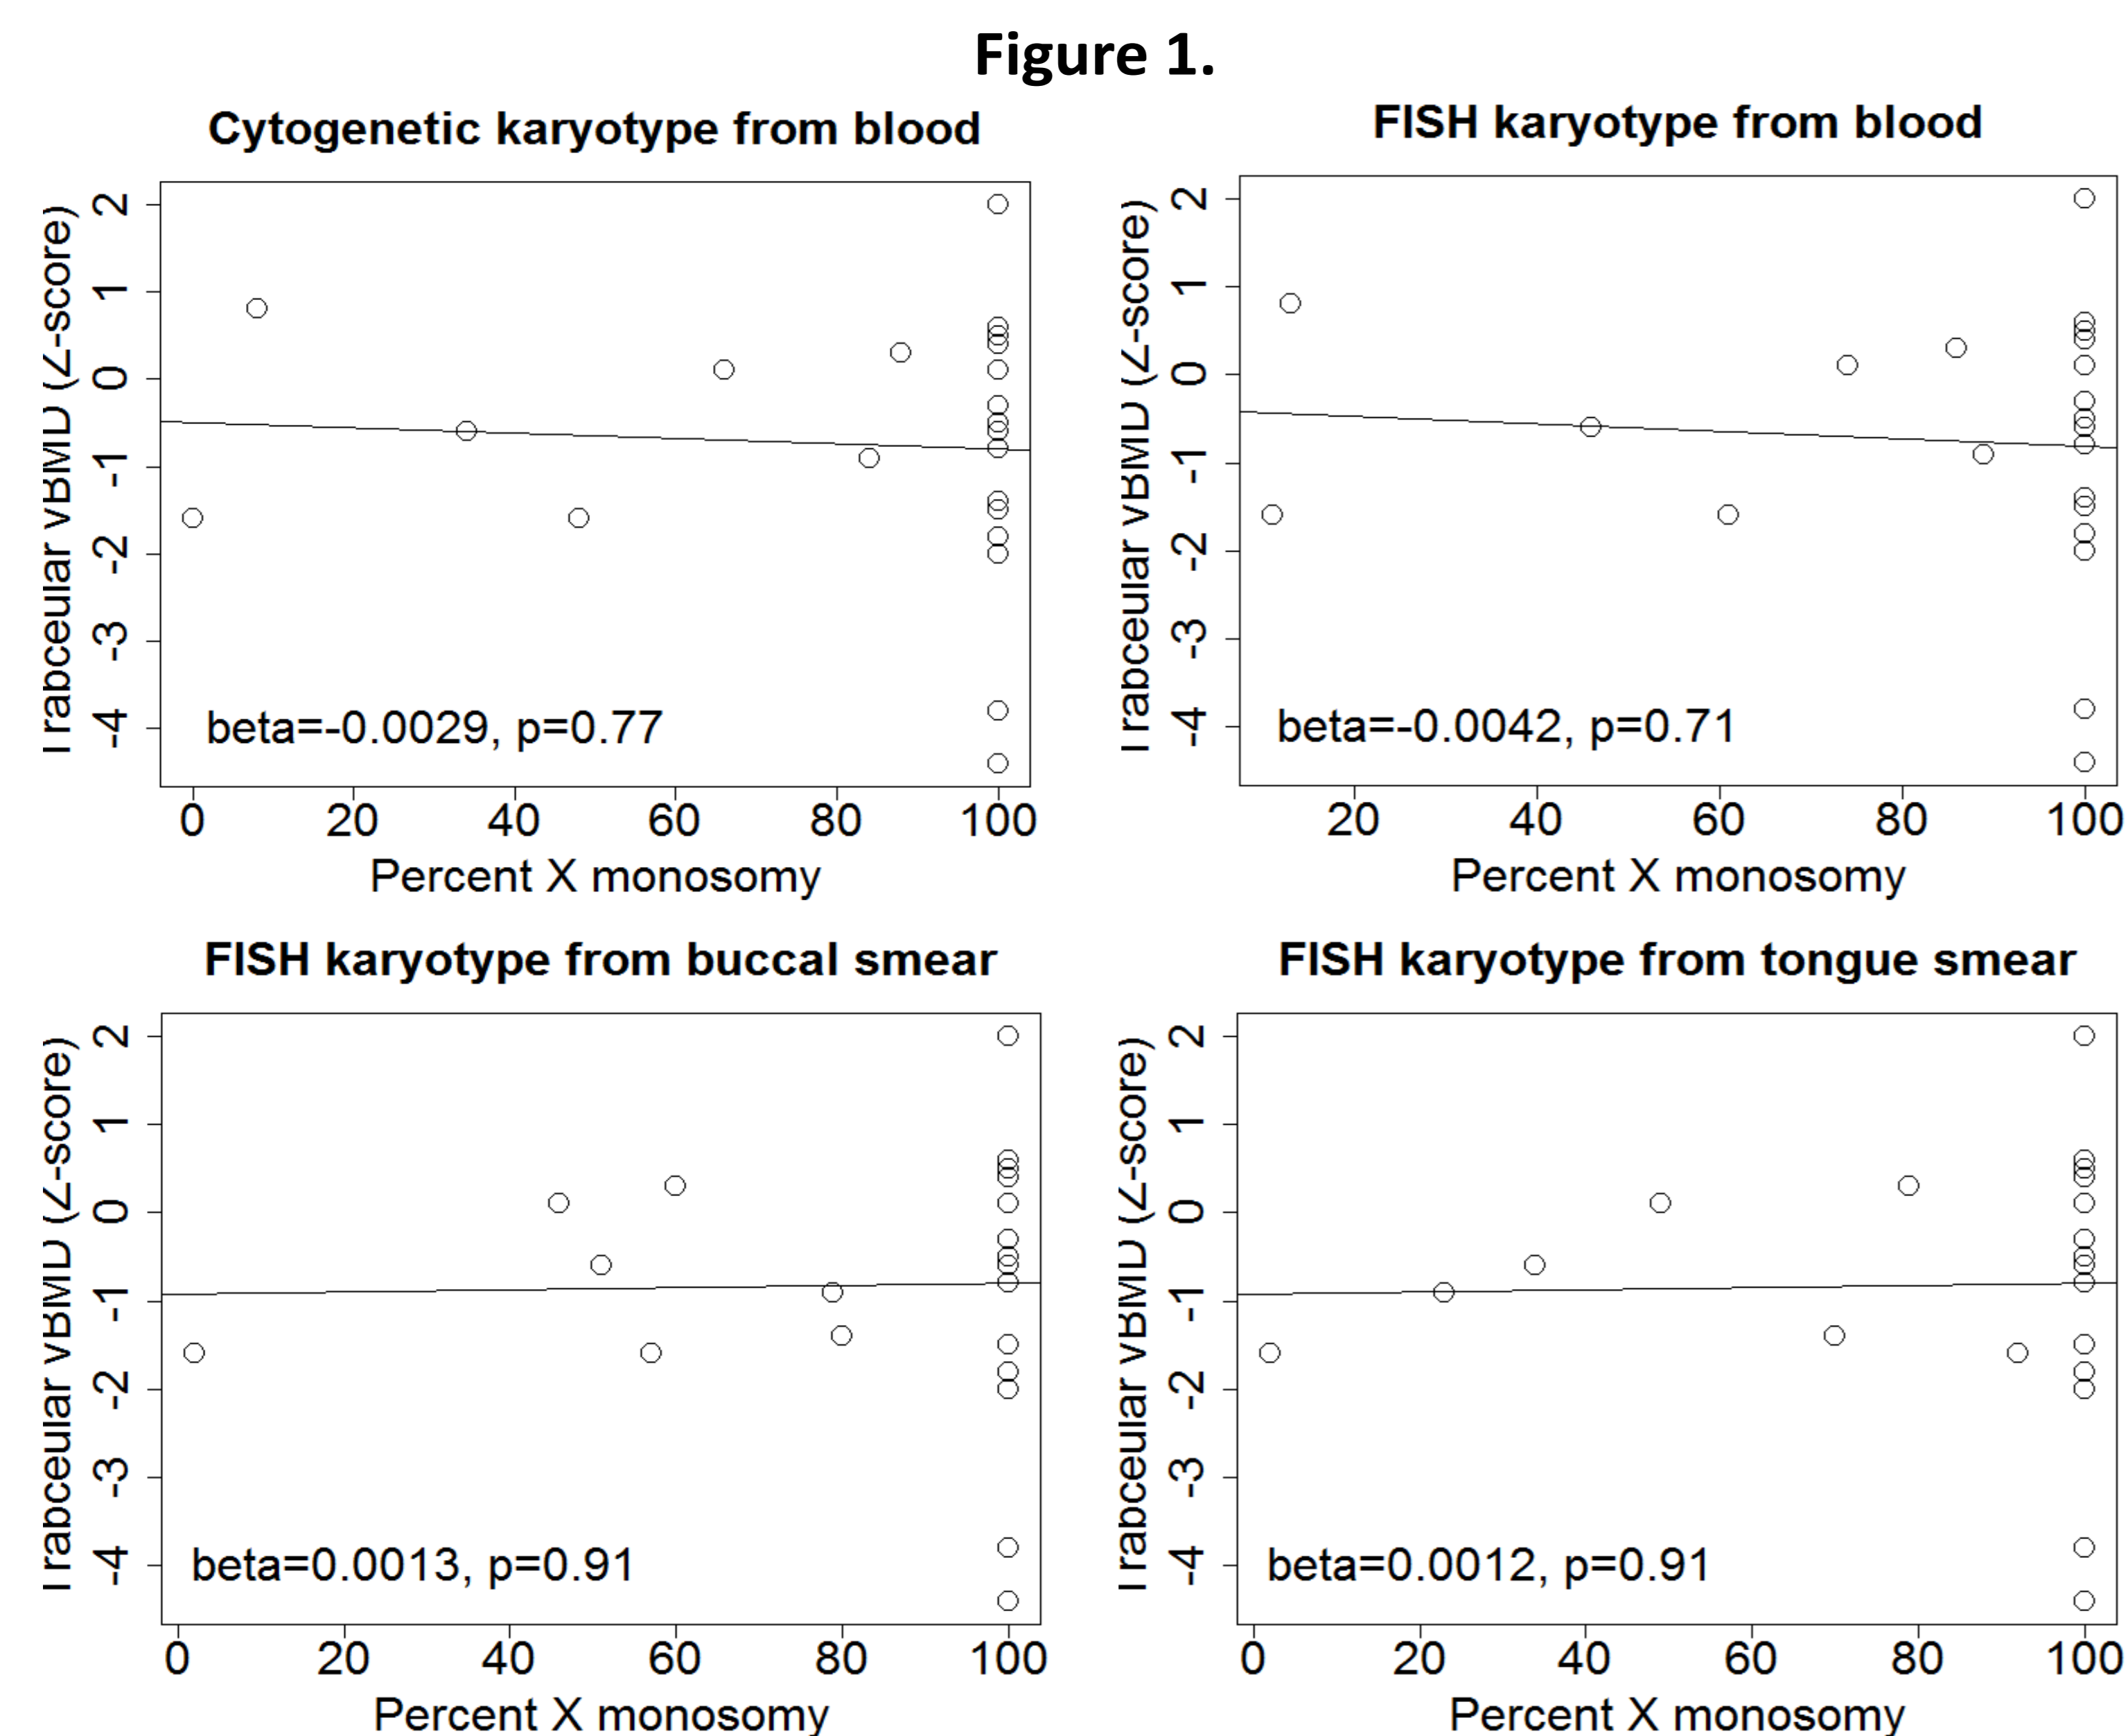 Figure 1.
Cytogenetic karyotype from blood
Trabceular vBMD (Z-score)
2
1
0
-1
-2
-3
-4
beta=-0.0029, p=0.77
0 20 40 60 80 100
Percent X monosomy
FISH karyotype from blood
Trabceular vBMD (Z-score)
2
1
0
-1
-2
-3
-4
beta=-0.0042, p=0.71
20 40 60 80 100
Percent X monosomy
FISH karyotype from buccal smear
Trabceular vBMD (Z-score)
2
1
0
-1
-2
-3
-4
beta=0.0013, p=0.91
0 20 40 60 80 100
Percent X monosomy
FISH karyotype from tongue smear
Trabceular vBMD (Z-score)
2
1
0
-1
-2
-3
-4
beta=0.0012, p=0.91
0 20 40 60 80 100
Percent X monosomy